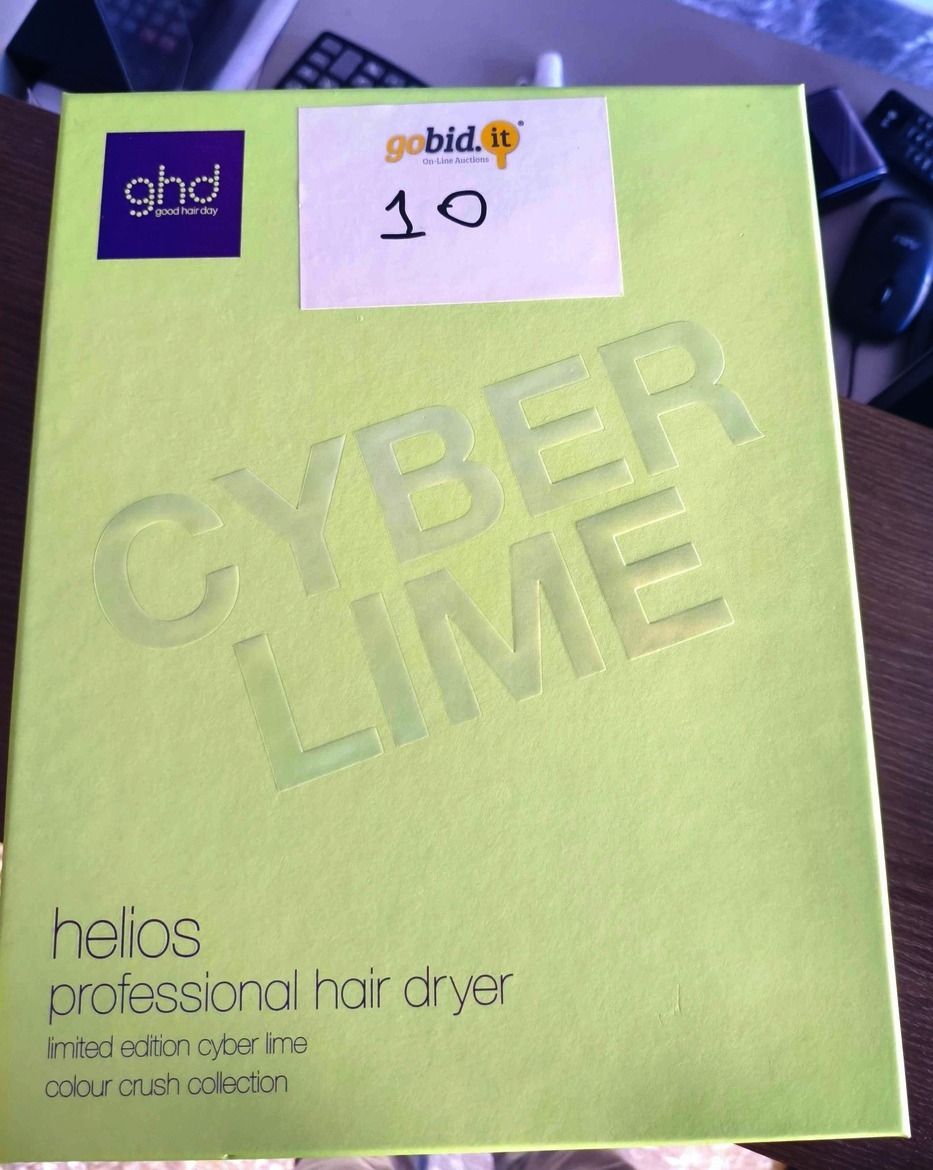 ghd
good hair day
gobid.it®
On-Line Auctions
10
CYBER
LIME
helios
professional hair dryer
limited edition cyber lime
colour crush collection